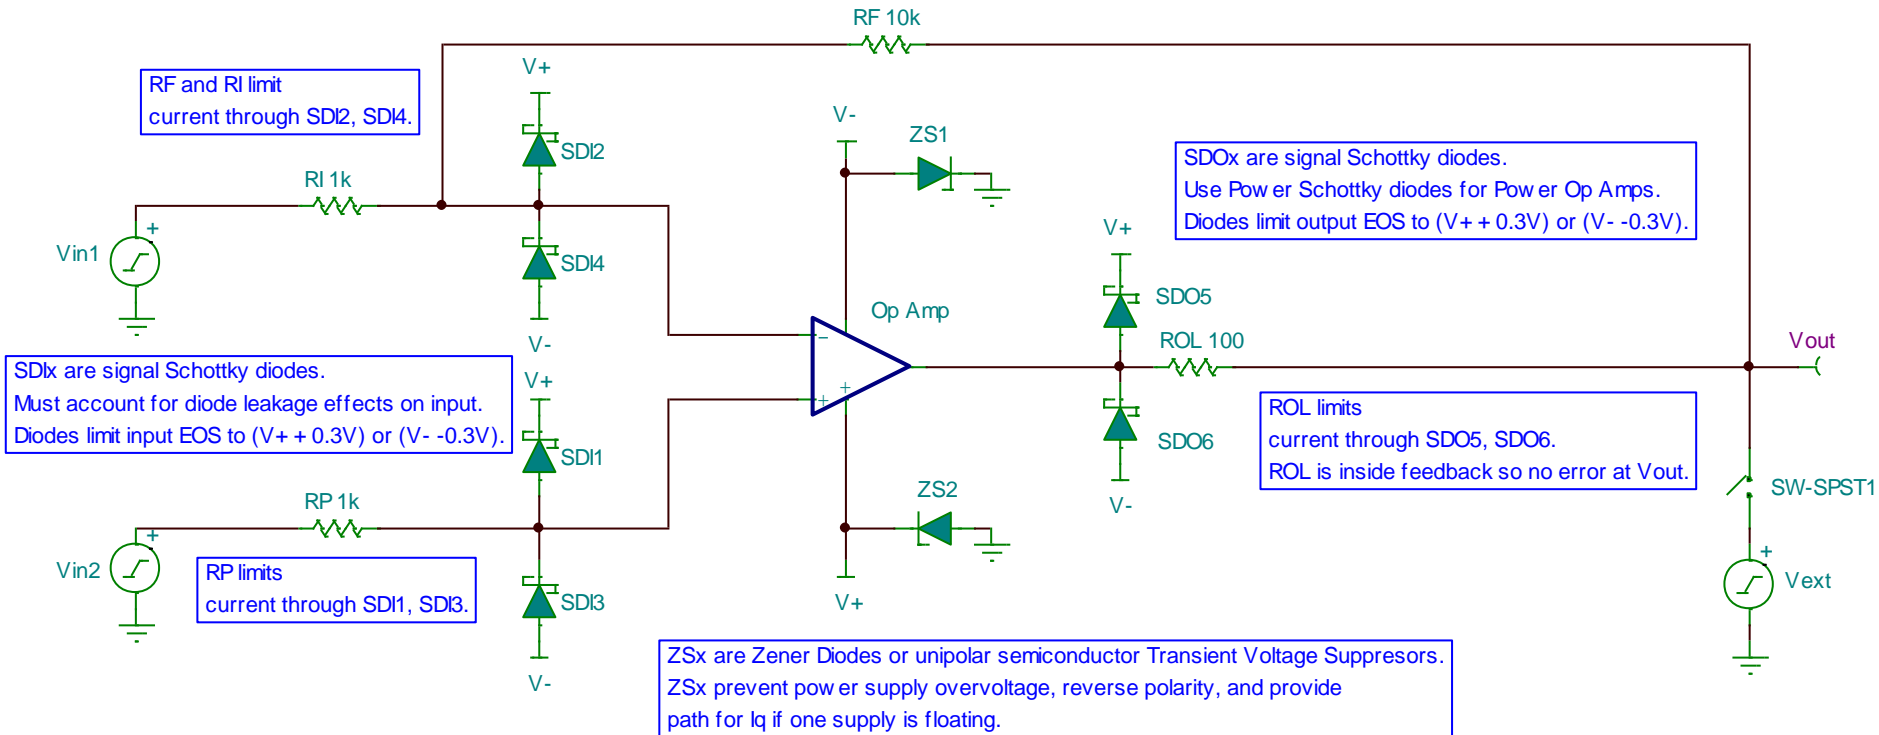 RF 10k
RF and RI limit
current through SDI2, SDI4.
V+
SDI2
RI 1k
Vin1
+
SDI4
V-
V-
ZS1
SDOx are signal Schottky diodes.
Use Power Schottky diodes for Power Op Amps.
Diodes limit output EOS to (V+ + 0.3V) or (V- -0.3V).
V+
SDO5
Op Amp
-
+
+
ROL 100
Vout
SDO6
V-
SDIx are signal Schottky diodes.
Must account for diode leakage effects on input.
Diodes limit input EOS to (V+ + 0.3V) or (V- -0.3V).
V+
SDI1
ROL limits
current through SDO5, SDO6.
ROL is inside feedback so no error at Vout.
SW-SPST1
RP 1k
Vin2
+
RP limits
current through SDI1, SDI3.
SDI3
V-
ZS2
V+
+
Vext
ZSx are Zener Diodes or unipolar semiconductor Transient Voltage Suppresors.
ZSx prevent power supply overvoltage, reverse polarity, and provide
path for Iq if one supply is floating.